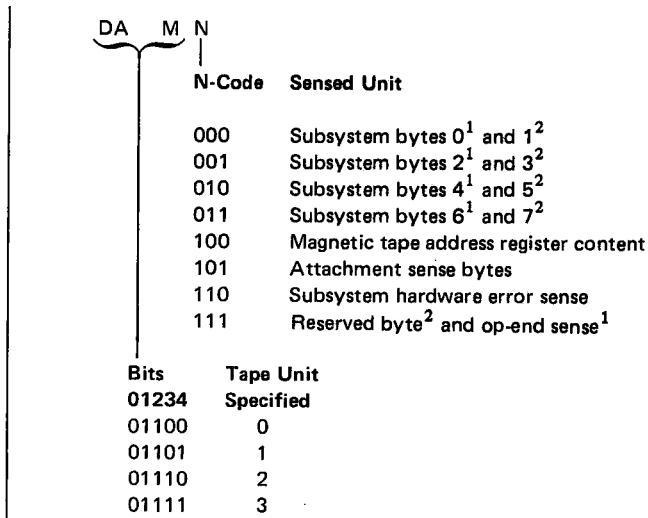 DA M N
N-Code Sensed Unit
000 Subsystem bytes 0¹ and 1²
001 Subsystem bytes 2¹ and 3²
010 Subsystem bytes 4¹ and 5²
011 Subsystem bytes 6¹ and 7²
100 Magnetic tape address register content
101 Attachment sense bytes
110 Subsystem hardware error sense
111 Reserved byte² and op-end sense¹
Bits Tape Unit
01234 Specified
01100 0
01101 1
01110 2
01111 3